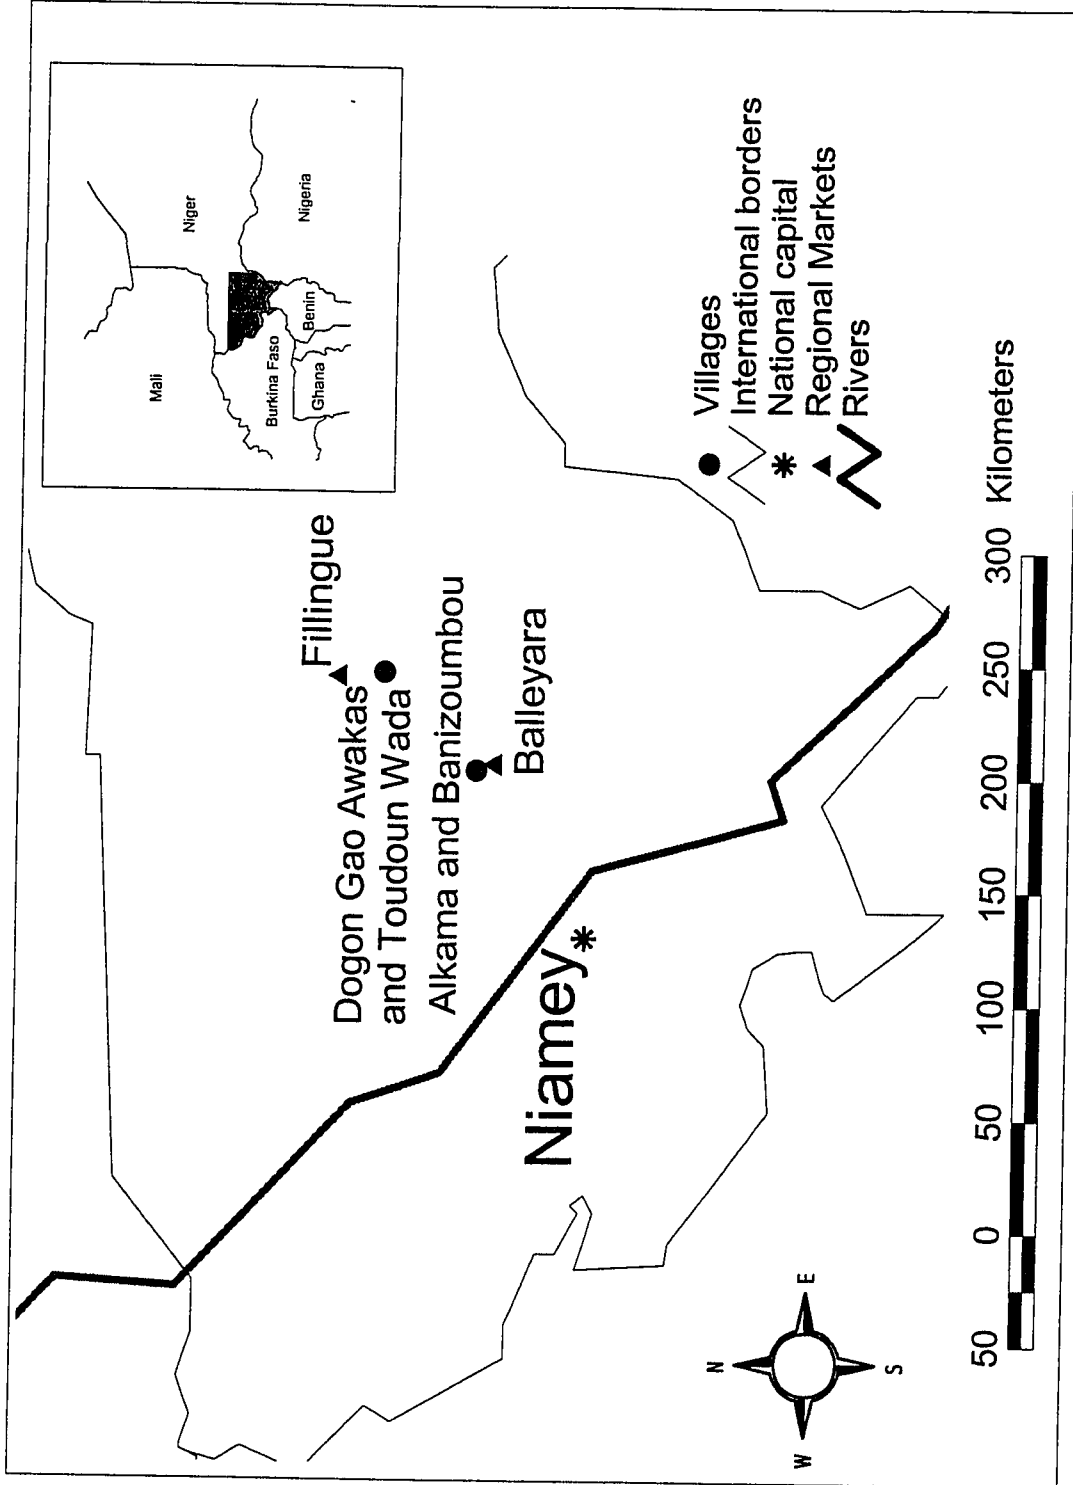 Mali
Niger
Burkina Faso
Nigeria
Ghana
Benin
Fillingue
Dogon Gao Awakas
and Toudoun Wada
Alkama and Banizoumbou
Balleyara
Niamey
Villages
International borders
National capital
Regional Markets
Rivers
N
W
E
S
50 0 50 100 150 200 250 300 Kilometers